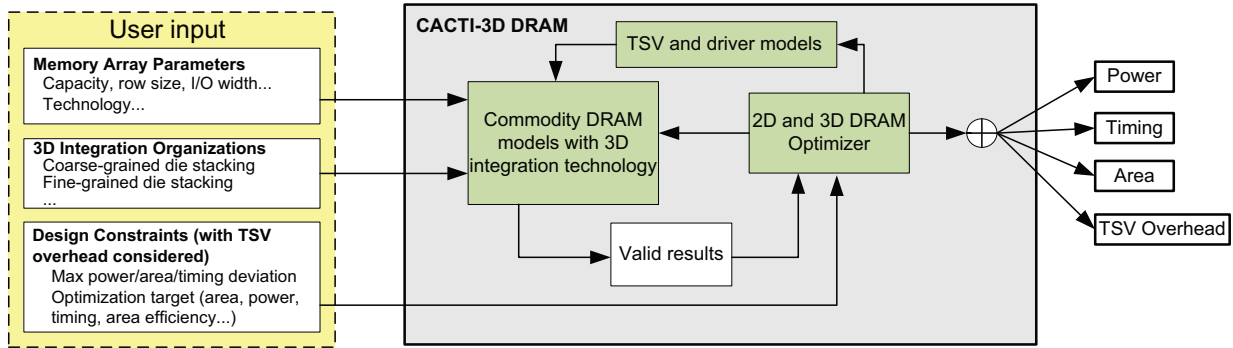 User input
Memory Array Parameters
Capacity, row size, I/O width...
Technology...
3D Integration Organizations
Coarse-grained die stacking
Fine-grained die stacking
...
Design Constraints (with TSV
overhead considered)
Max power/area/timing deviation
Optimization target (area, power,
timing, area efficiency...)
CACTI-3D DRAM
TSV and driver models
Commodity DRAM
models with 3D
integration technology
2D and 3D DRAM
Optimizer
Valid results
Power
Timing
Area
TSV Overhead